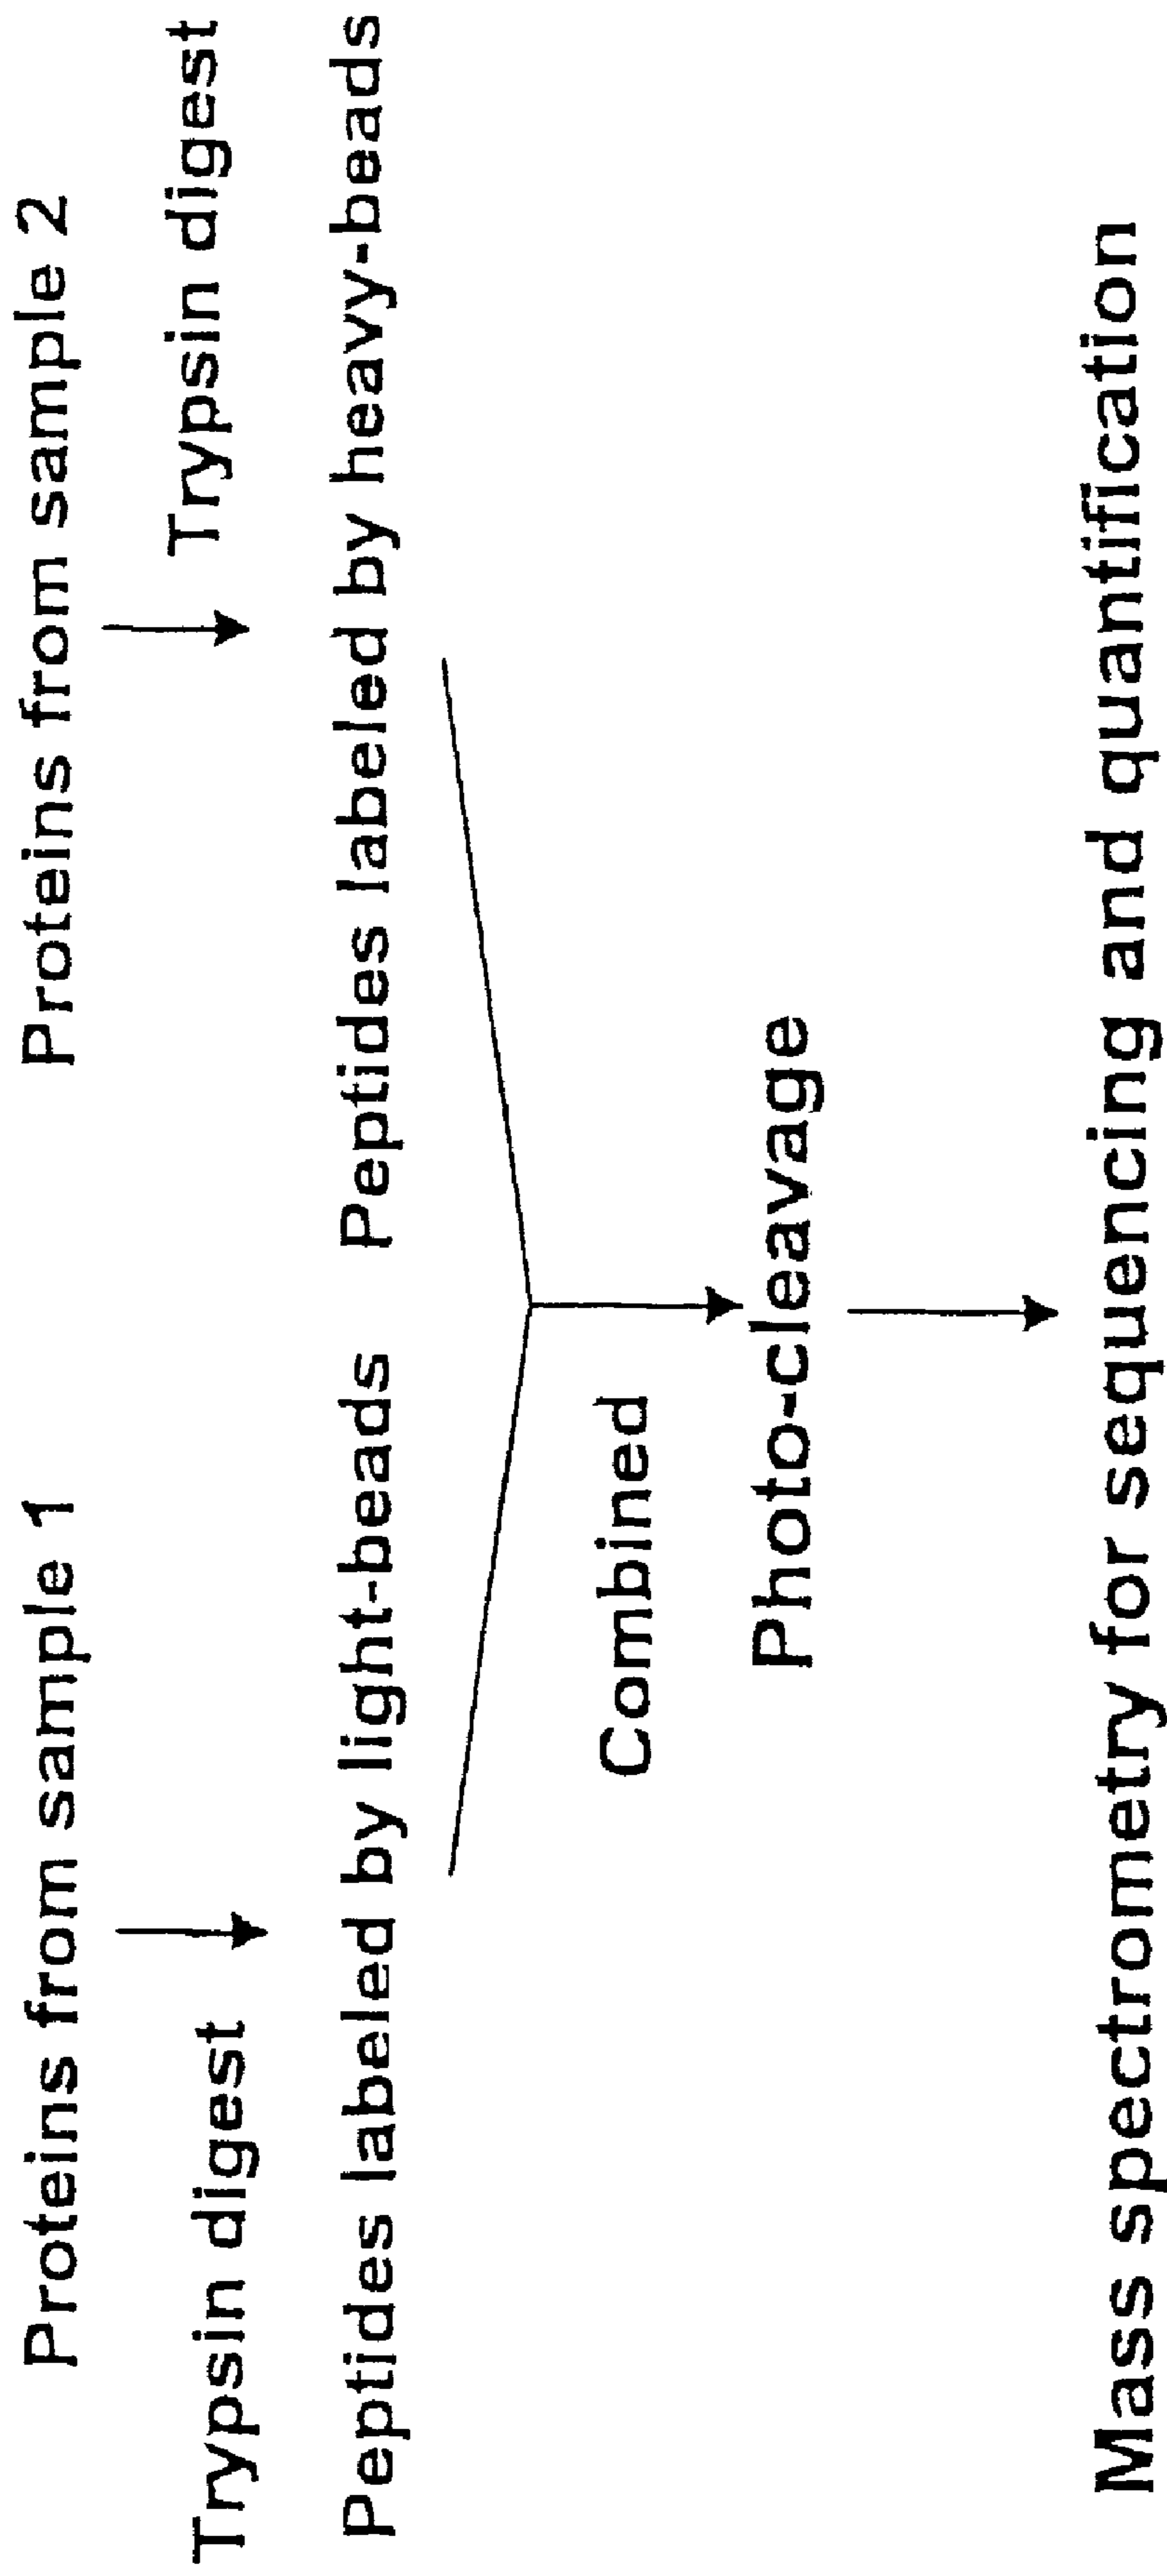 Proteins from sample 1
Proteins from sample 2
Trypsin digest
Trypsin digest
Peptides labeled by light-beads
Peptides labeled by heavy-beads
Combined
Photo-cleavage
Mass spectrometry for sequencing and quantification